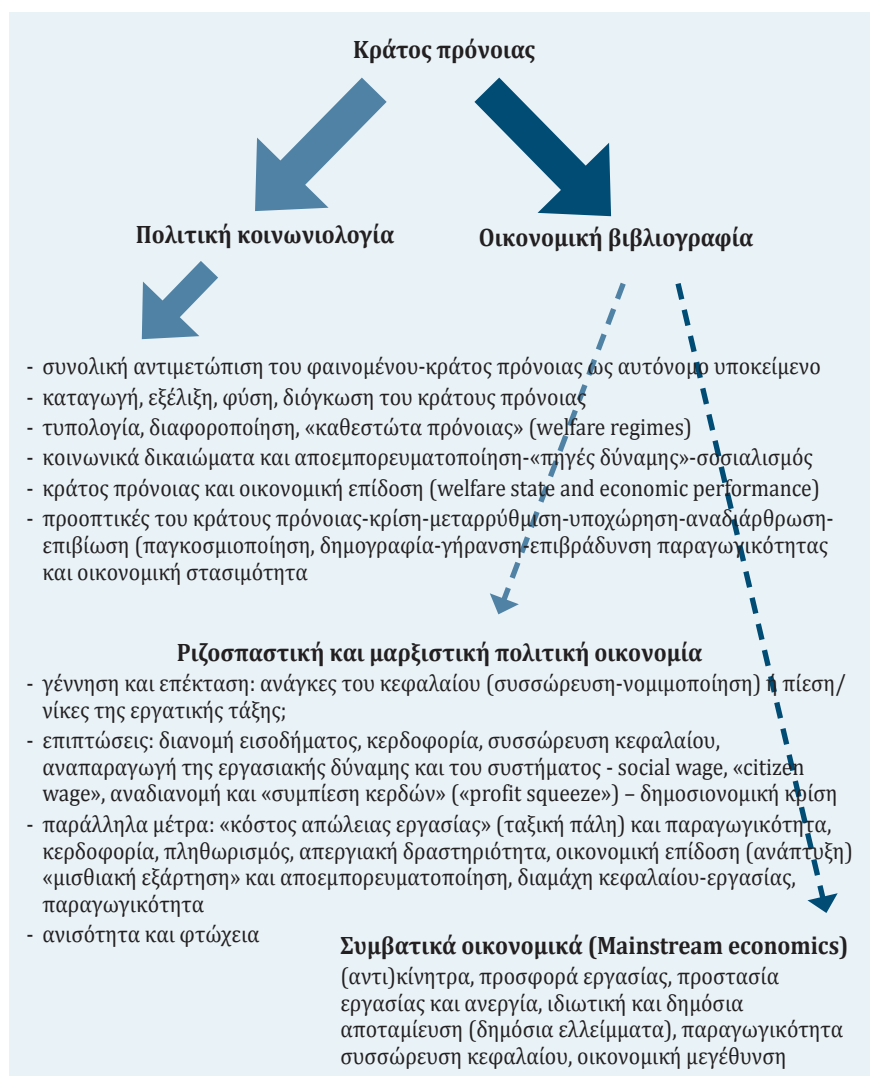 Κράτος πρόνοιας
Πολιτική κοινωνιολογία
Οικονομική βιβλιογραφία
- συνολική αντιμετώπιση του φαινομένου-κράτος πρόνοιας ως αυτόνομο υποκείμενο
- καταγωγή, εξέλιξη, φύση, διόγκωση του κράτους πρόνοιας
- τυπολογία, διαφοροποίηση, «καθεστώτα πρόνοιας» (welfare regimes)
- κοινωνικά δικαιώματα και αποεμπορευματοποίηση-«πηγές δύναμης»-σοσιαλισμός
- κράτος πρόνοιας και οικονομική επίδοση (welfare state and economic performance)
- προοπτικές του κράτους πρόνοιας-κρίση-μεταρρύθμιση-υποχώρηση-αναδιάρθρωση-
επιβίωση (παγκοσμιοποίηση, δημογραφία-γήρανση-επιβράδυνση παραγωγικότητας
και οικονομική στασιμότητα
Ριζοσπαστική και μαρξιστική πολιτική οικονομία
- γέννηση και επέκταση: ανάγκες του κεφαλαίου (συσσώρευση-νομιμοποίηση) ή πίεση/
νίκες της εργατικής τάξης;
- επιπτώσεις: διανομή εισοδήματος, κερδοφορία, συσσώρευση κεφαλαίου,
αναπαραγωγή της εργασιακής δύναμης και του συστήματος - social wage, «citizen
wage», αναδιανομή και «συμπίεση κερδών» («profit squeeze») – δημοσιονομική κρίση
- παράλληλα μέτρα: «κόστος απώλειας εργασίας» (ταξική πάλη) και παραγωγικότητα,
κερδοφορία, πληθωρισμός, απεργιακή δραστηριότητα, οικονομική επίδοση (ανάπτυξη)
«μισθιακή εξάρτηση» και αποεμπορευματοποίηση, διαμάχη κεφαλαίου-εργασίας,
παραγωγικότητα
- ανισότητα και φτώχεια
Συμβατικά οικονομικά (Mainstream economics)
(αντι)κίνητρα, προσφορά εργασίας, προστασία
εργασίας και ανεργία, ιδιωτική και δημόσια
αποταμίευση (δημόσια ελλείμματα), παραγωγικότητα
συσσώρευση κεφαλαίου, οικονομική μεγέθυνση